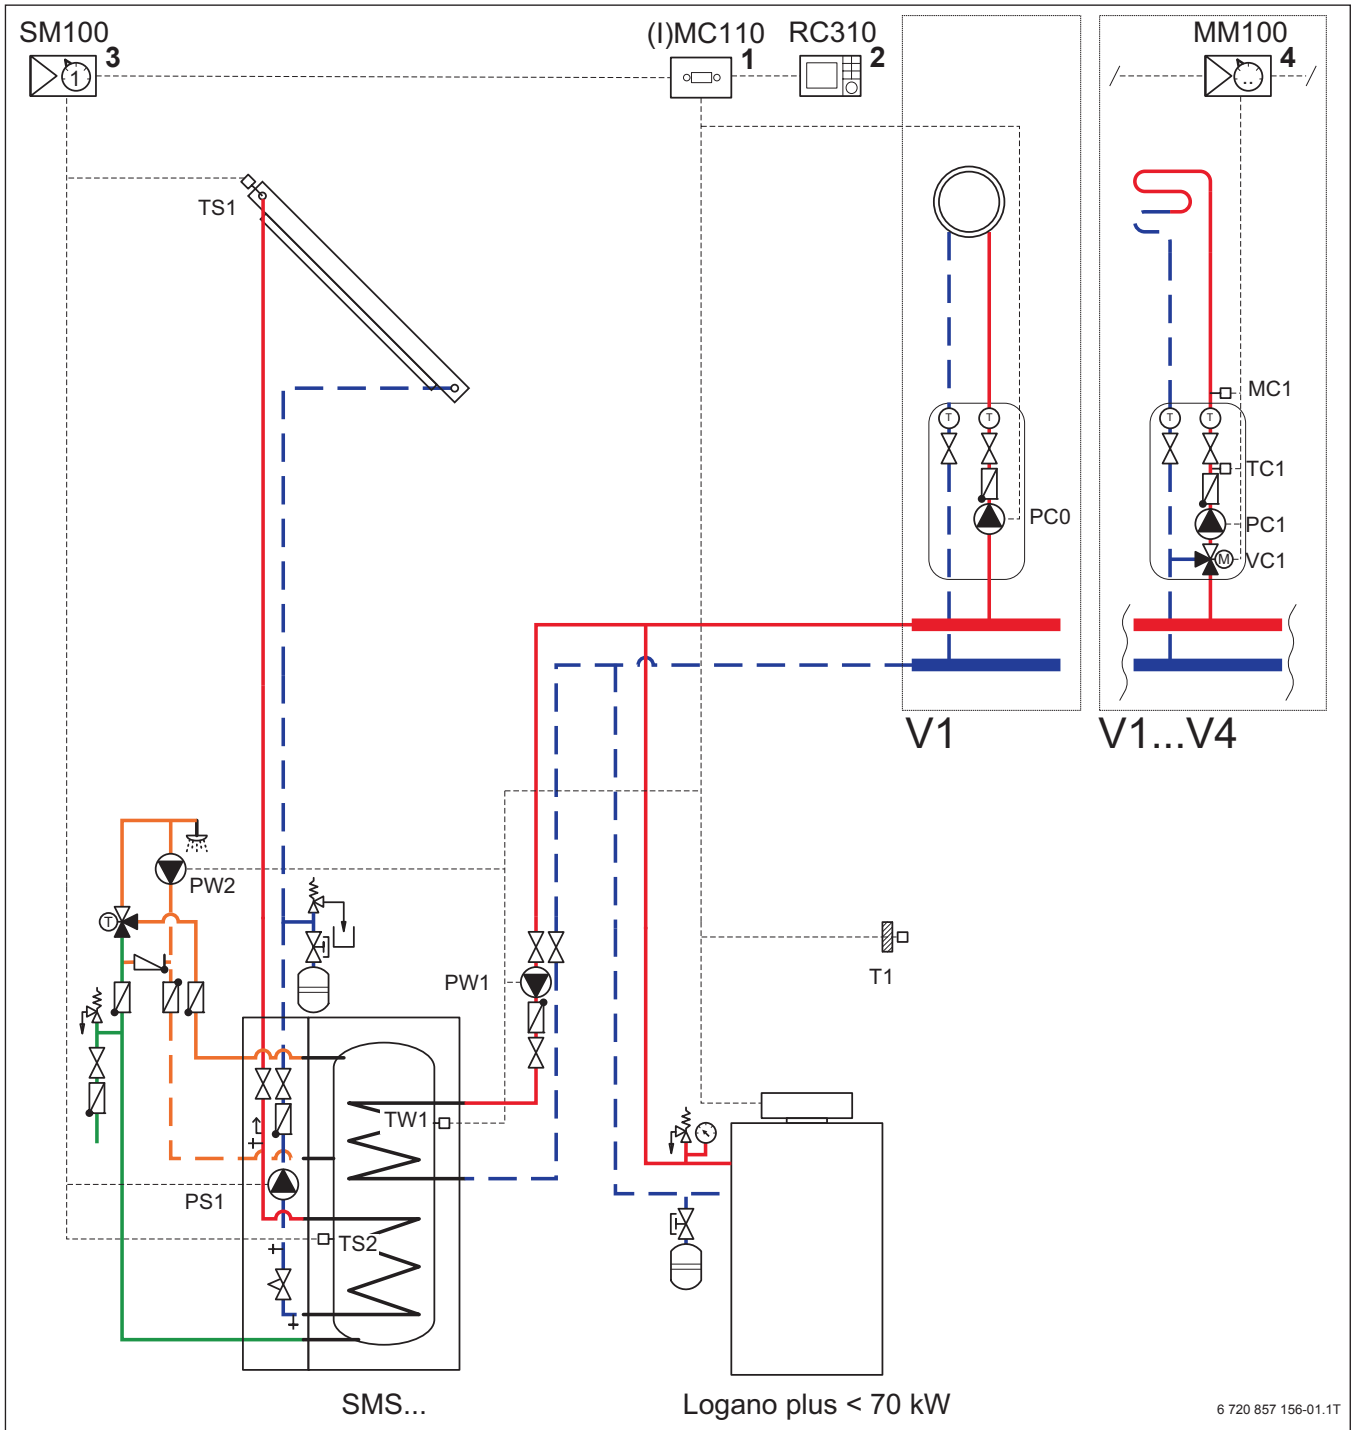 SM100
3
(I)MC110
1
RC310
2
MM100
4
1
..
TS1
MC1
T
T
T
T
TC1
PC0
PC1
M
VC1
V1
V1...V4
PW2
T
PW1
T1
TW1
PS1
TS2
SMS...
Logano plus < 70 kW
6 720 857 156-01.1T